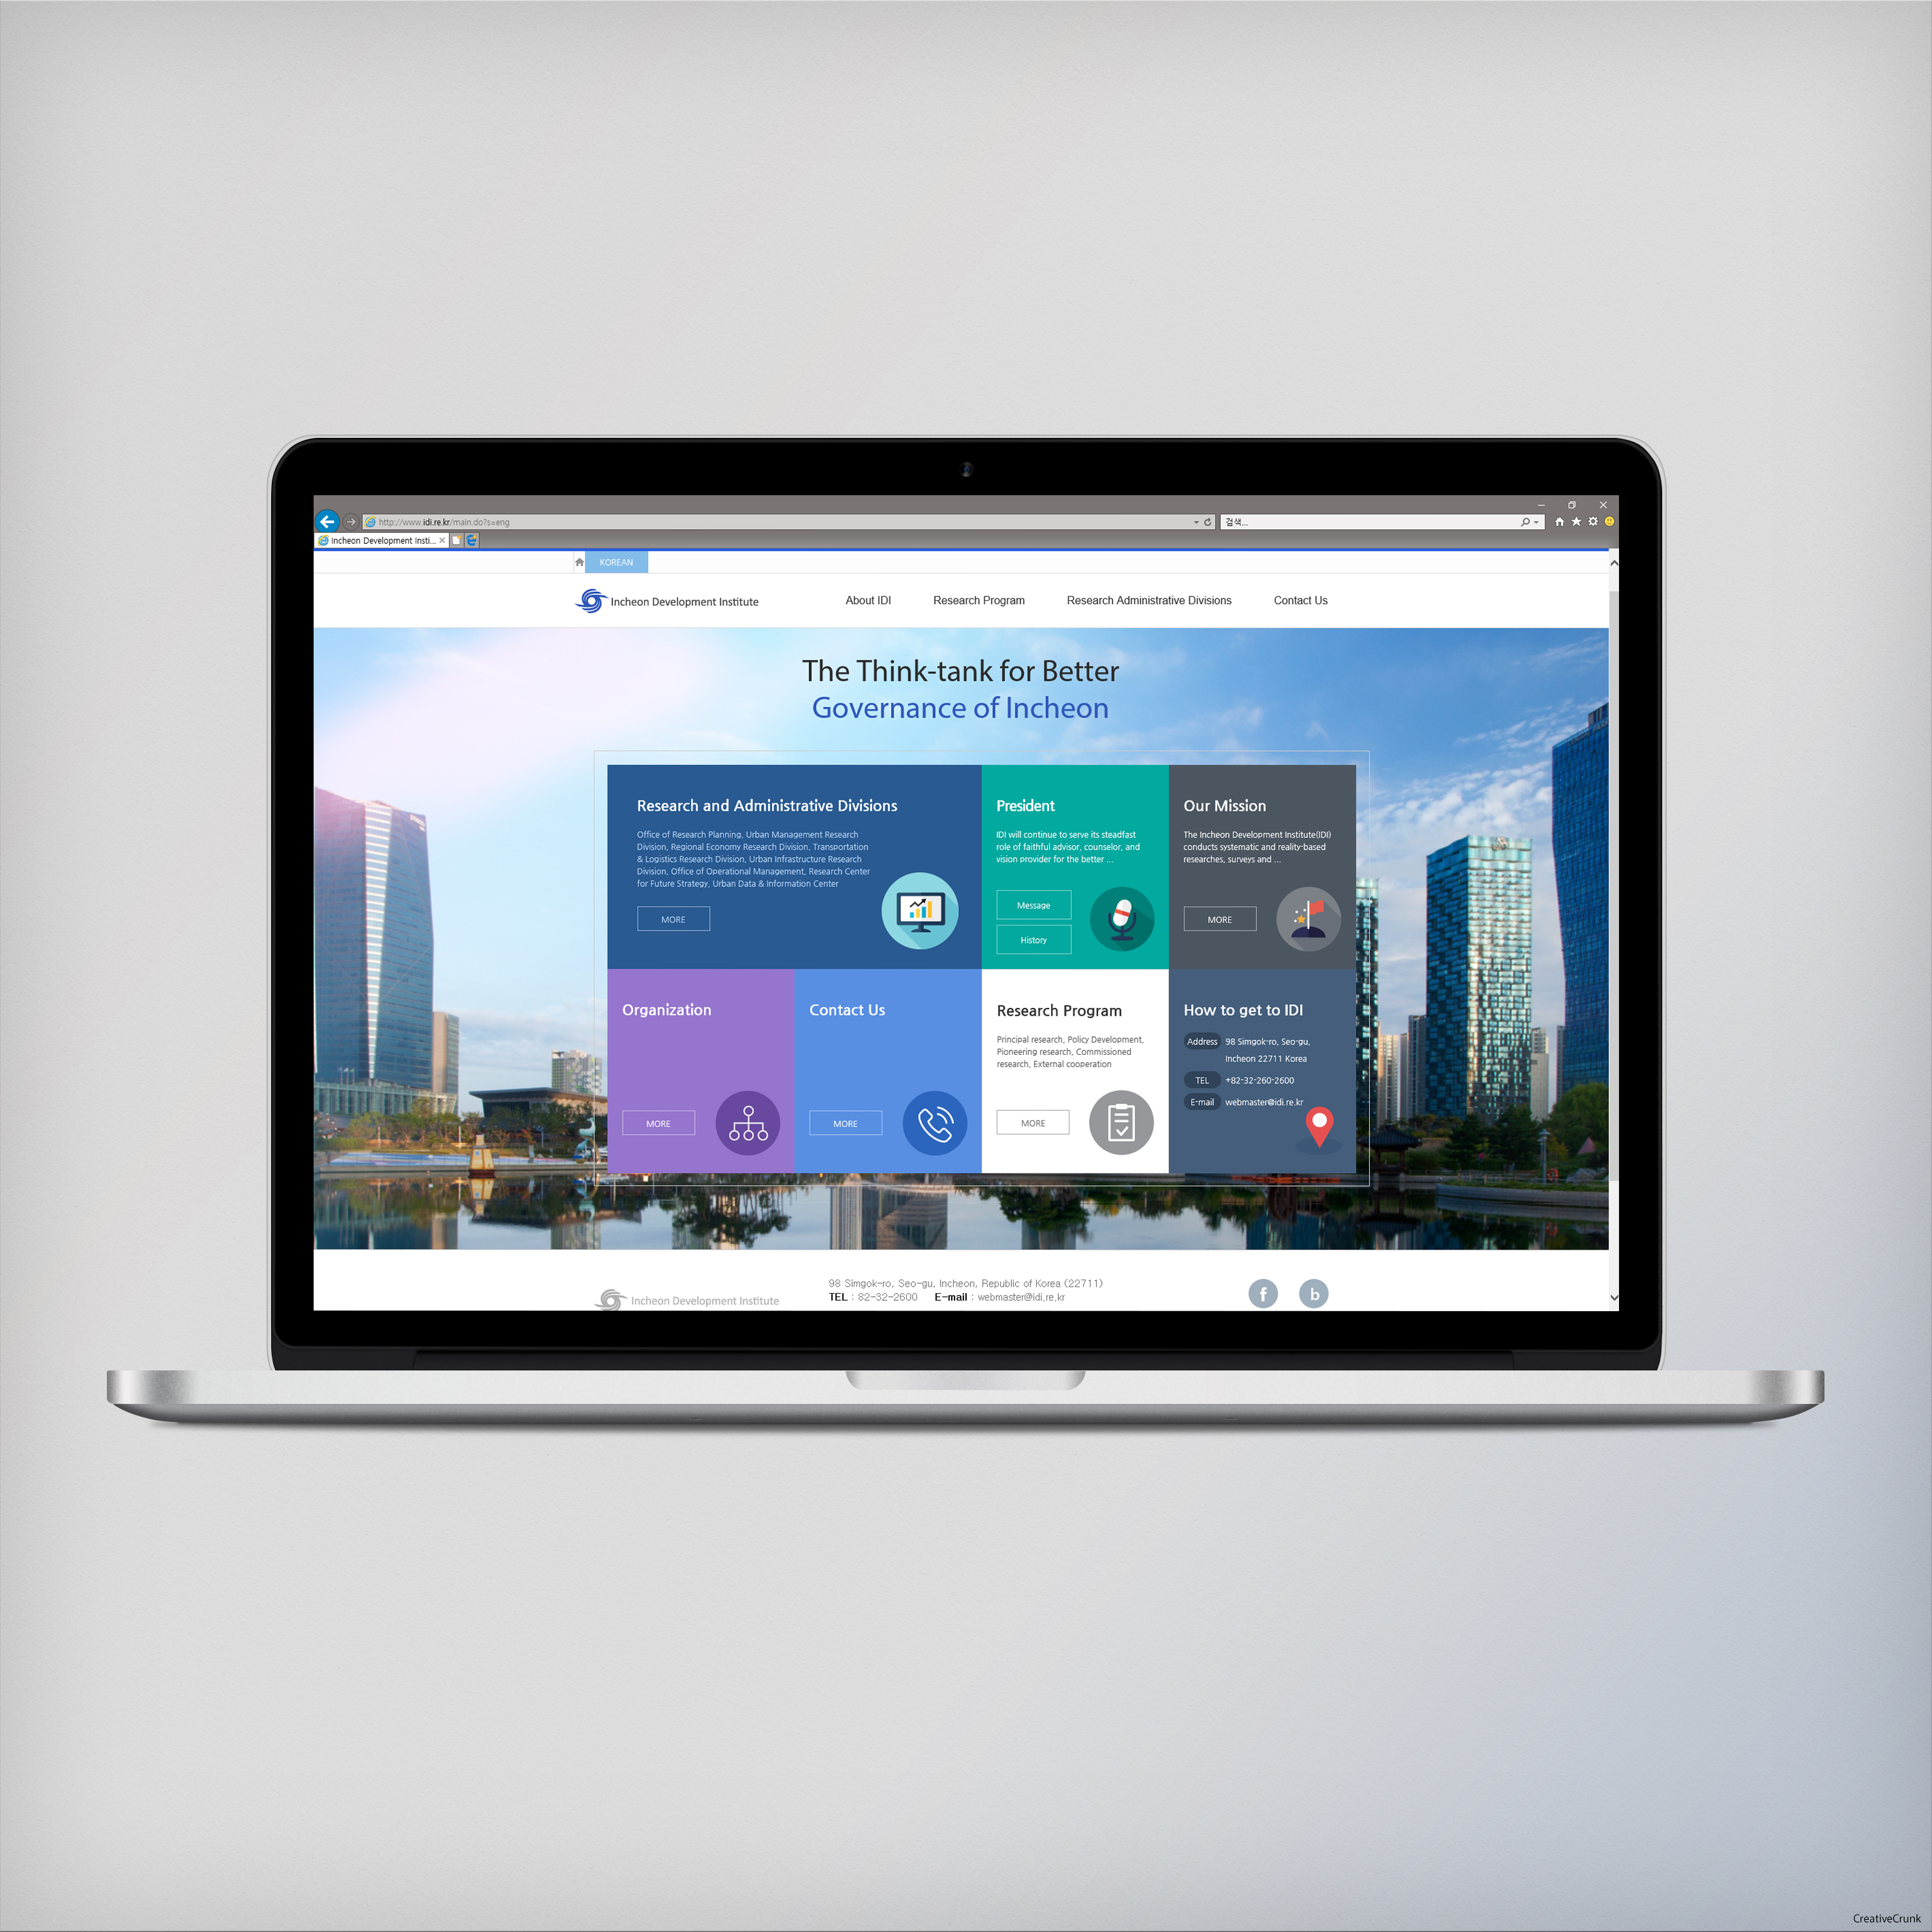 http://www.idi.re.kr/main.do?s=eng
검색...
Incheon Development Insti...
KOREAN
Incheon Development Institute
About IDI
Research Program
Research Administrative Divisions
Contact Us
The Think-tank for Better
Governance of Incheon
Research and Administrative Divisions
Office of Research Planning, Urban Management Research
Division, Regional Economy Research Division, Transportation
& Logistics Research Division, Urban Infrastructure Research
Division, Office of Operational Management, Research Center
for Future Strategy, Urban Data & Information Center
MORE
President
IDI will continue to serve its steadfast
role of faithful advisor, counselor, and
vision provider for the better ...
Message
History
Our Mission
The Incheon Development Institute(IDI)
conducts systematic and reality-based
researches, surveys and ...
MORE
Organization
MORE
Contact Us
MORE
Research Program
Principal research, Policy Development,
Pioneering research, Commissioned
research, External cooperation
MORE
How to get to IDI
Address 98 Simgok-ro, Seo-gu,
Incheon 22711 Korea
TEL +82-32-260-2600
E-mail webmaster@idi.re.kr
Incheon Development Institute
98 Simgok-ro, Seo-gu, Incheon, Republic of Korea (22711)
TEL : 82-32-2600 E-mail : webmaster@idi.re.kr
f
b
CreativeCrunk